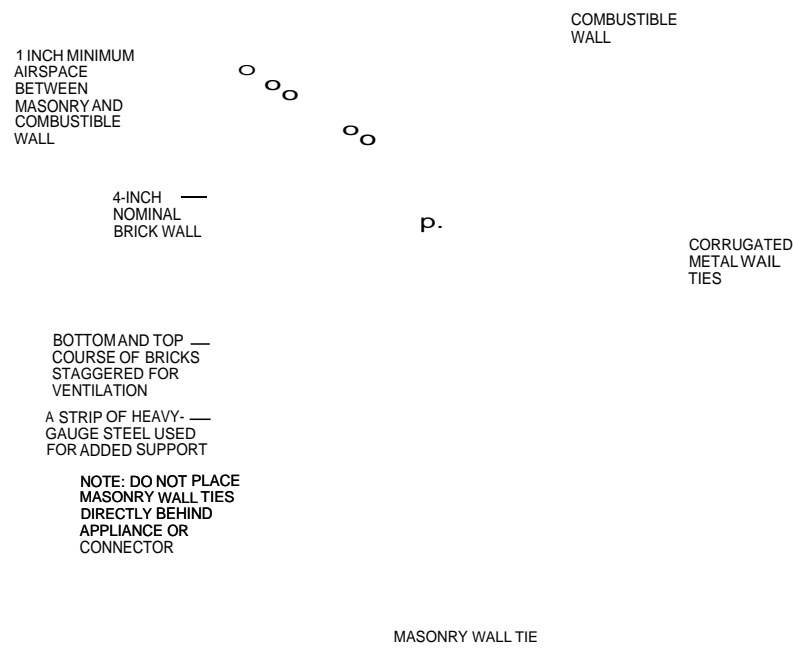 COMBUSTIBLE
WALL
1 INCH MINIMUM
AIRSPACE
BETWEEN
MASONRY AND
COMBUSTIBLE
WALL
o
o
o
o
o
4-INCH
NOMINAL
BRICK WALL
p.
CORRUGATED
METAL WAIL
TIES
BOTTOM AND TOP
COURSE OF BRICKS
STAGGERED FOR
VENTILATION
A STRIP OF HEAVY-
GAUGE STEEL USED
FOR ADDED SUPPORT
NOTE: DO NOT PLACE
MASONRY WALL TIES
DIRECTLY BEHIND
APPLIANCE OR
CONNECTOR
MASONRY WALL TIE